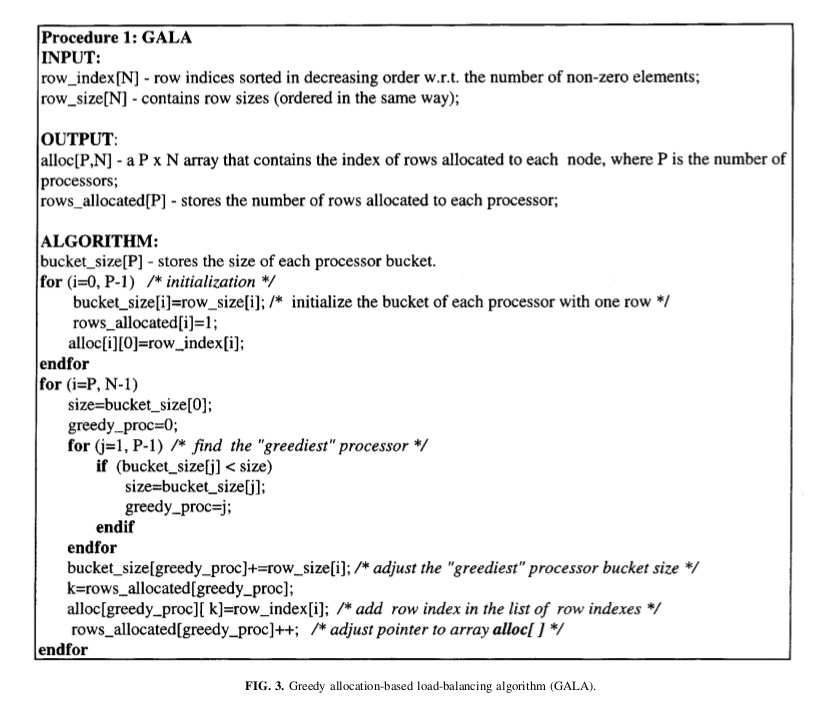 Procedure 1: GALA
INPUT:
row_index[N] - row indices sorted in decreasing order w.r.t. the number of non-zero elements;
row_size[N] - contains row sizes (ordered in the same way);
OUTPUT:
alloc[P,N] - a P x N array that contains the index of rows allocated to each node, where P is the number of
processors;
rows_allocated[P] - stores the number of rows allocated to each processor;
ALGORITHM:
bucket_size[P] - stores the size of each processor bucket.
for (i=0, P-1) /* initialization */
bucket_size[i]=row_size[i]; /* initialize the bucket of each processor with one row */
rows_allocated[i]=1;
alloc[i][0]=row_index[i];
endfor
for (i=P, N-1)
size=bucket_size[0];
greedy_proc=0;
for (j=1, P-1) /* find the "greediest" processor */
if (bucket_size[j] < size)
size=bucket_size[j];
greedy_proc=j;
endif
endfor
bucket_size[greedy_proc]+=row_size[i]; /* adjust the "greediest" processor bucket size */
k=rows_allocated[greedy_proc];
alloc[greedy_proc][ k]=row_index[i]; /* add row index in the list of row indexes */
rows_allocated[greedy_proc]++; /* adjust pointer to array alloc[ ] */
endfor
FIG. 3. Greedy allocation-based load-balancing algorithm (GALA).